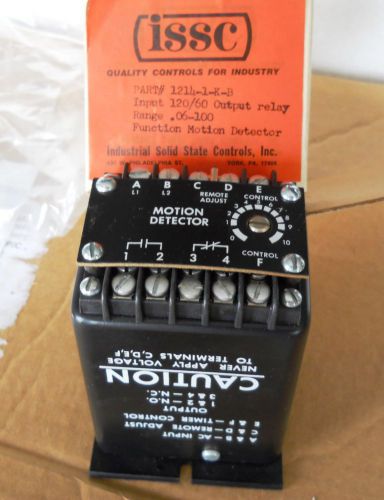 issc
QUALITY CONTROLS FOR INDUSTRY
PART# 1214-1-K-B
Input 120/60 Output relay
Range .06-100
Function Motion Detector
Industrial Solid State Controls, Inc.
PHILADELPHIA ST. YORK, PA.
A B C D E
L1 L2 REMOTE ADJUST CONTROL
MOTION DETECTOR
0 1 2 3 4 6 8 9 10
1 2 3 4 CONTROL F
CAUTION
NEVER APPLY VOLTAGE
TO TERMINALS C,D,E,F
A & B – AC INPUT
C & D – REMOTE ADJUST
E & F – TIMER CONTROL
OUTPUT
1 & 2 – N.O.
3 & 4 – N.C.